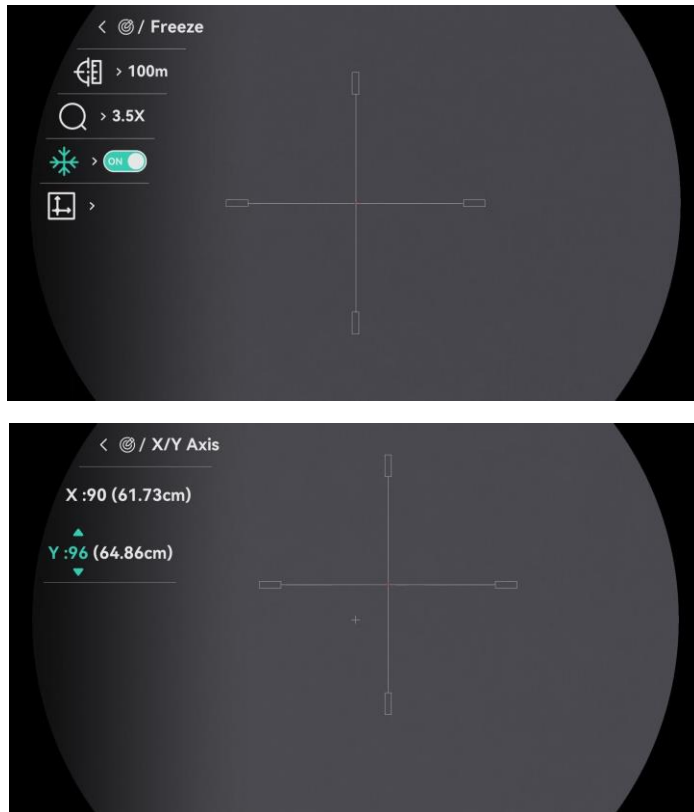 < / Freeze
> 100m
> 3.5X
> ON
>
< / X/Y Axis
X :90 (61.73cm)
Y :96 (64.86cm)